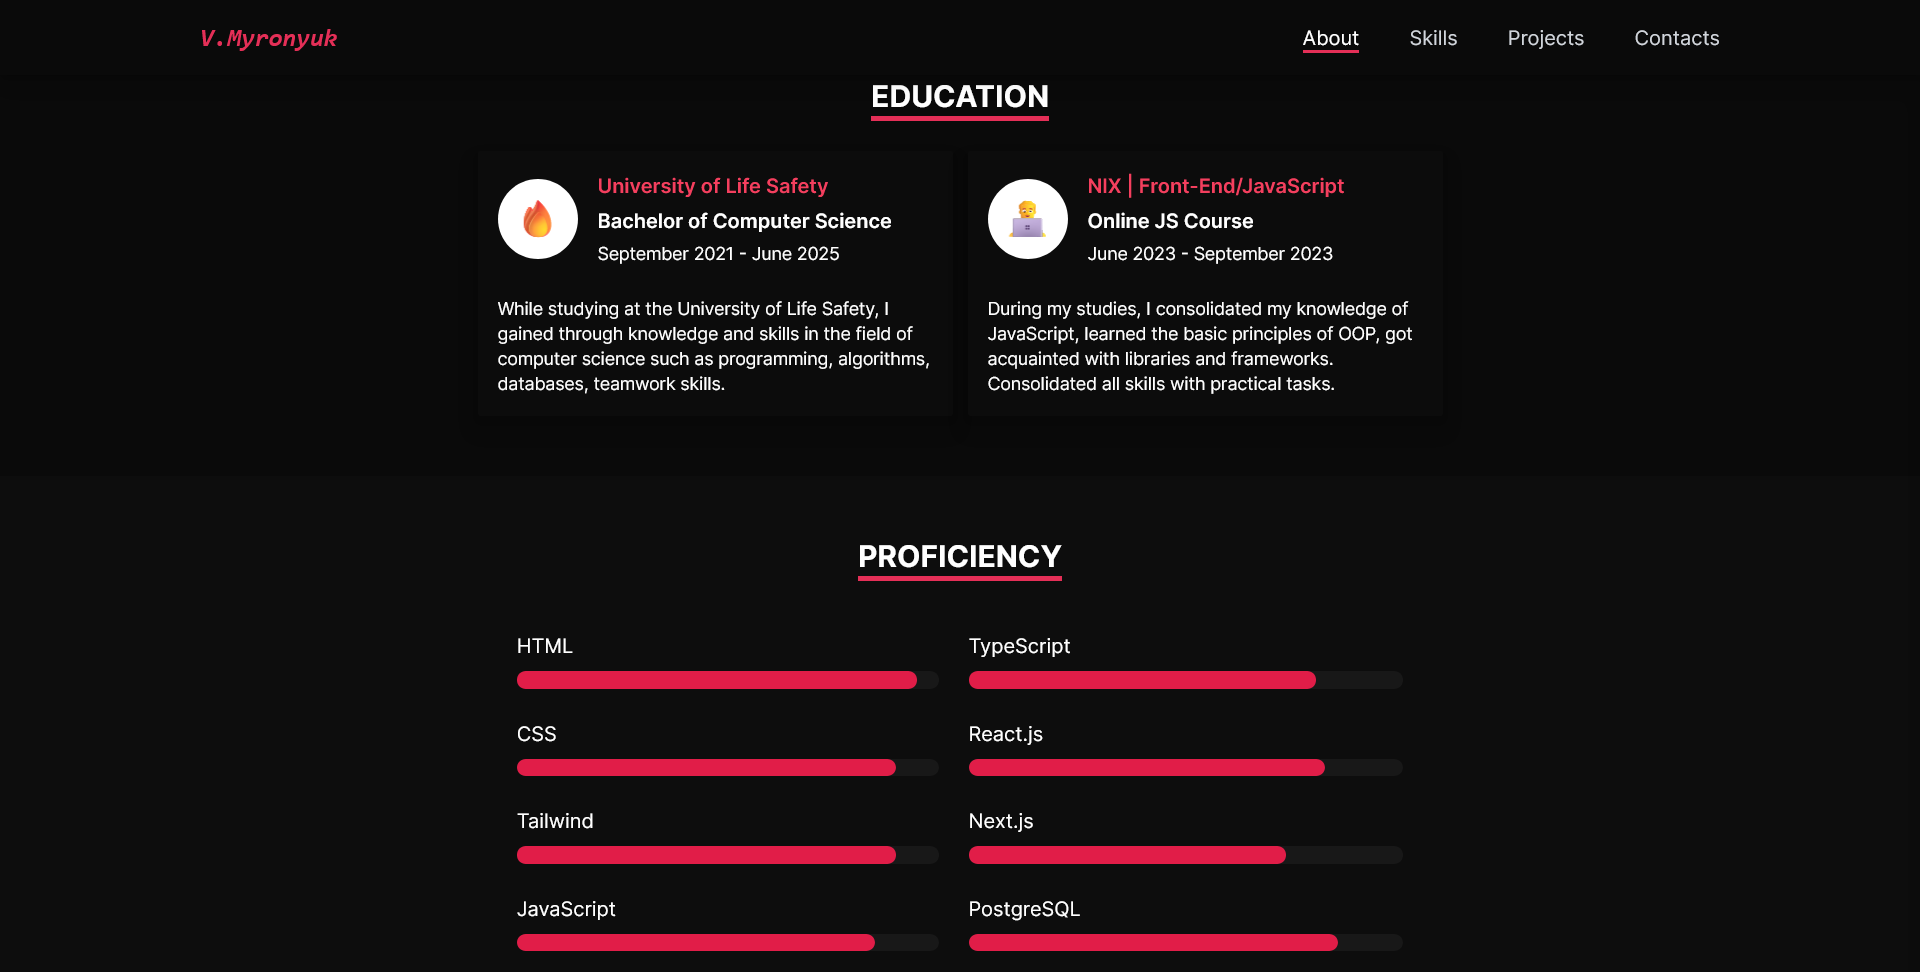 V.Myronyuk
About
Skills
Projects
Contacts
EDUCATION
University of Life Safety
Bachelor of Computer Science
September 2021 - June 2025
While studying at the University of Life Safety, I
gained through knowledge and skills in the field of
computer science such as programming, algorithms,
databases, teamwork skills.
NIX | Front-End/JavaScript
Online JS Course
June 2023 - September 2023
During my studies, I consolidated my knowledge of
JavaScript, learned the basic principles of OOP, got
acquainted with libraries and frameworks.
Consolidated all skills with practical tasks.
PROFICIENCY
HTML
CSS
Tailwind
JavaScript
TypeScript
React.js
Next.js
PostgreSQL